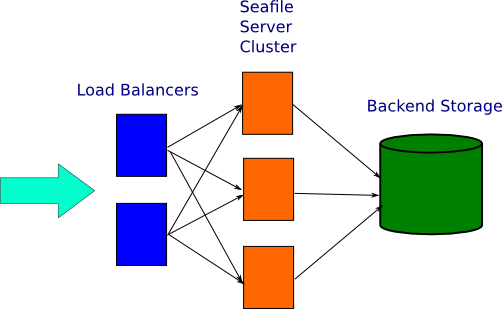 Seafile
Server
Cluster
Load Balancers
Backend Storage